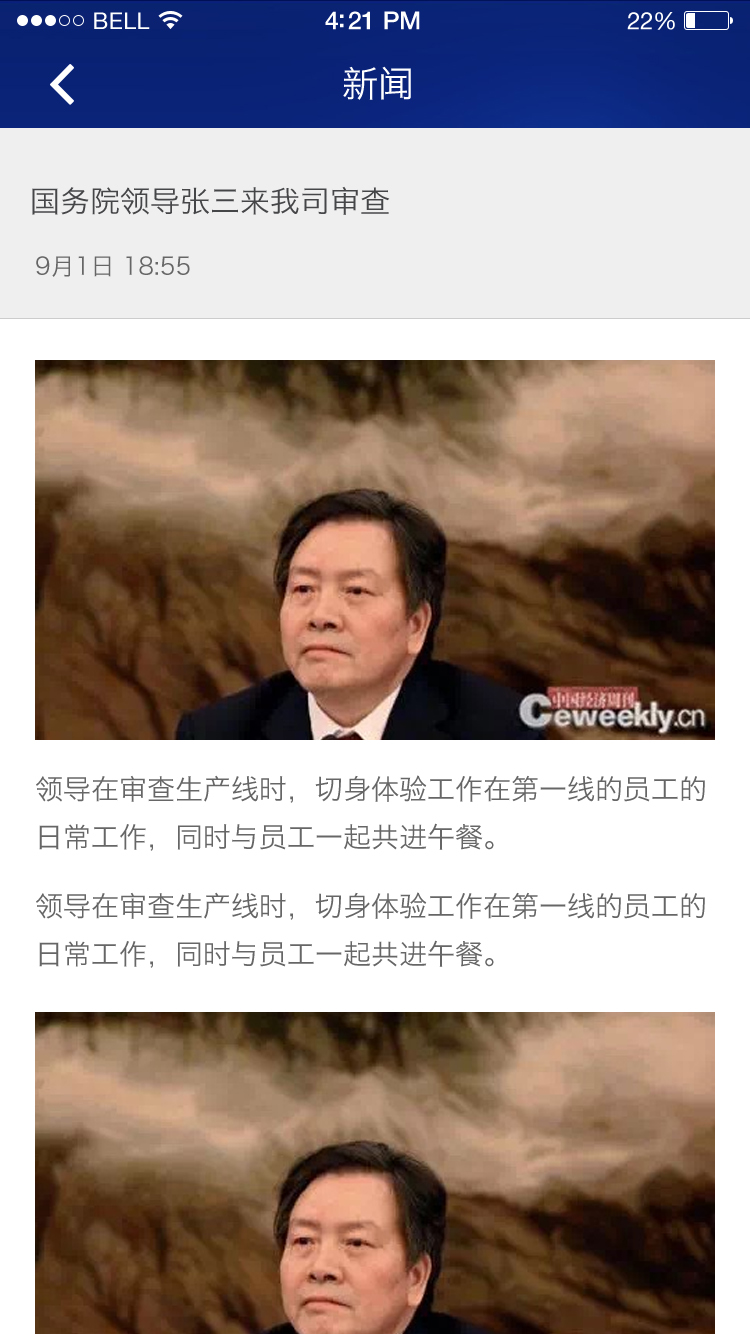 BELL 4:21 PM 22%
新闻
国务院领导张三来我司审查
9月1日 18:55
中国经济周刊
Ceweekly.cn
领导在审查生产线时，切身体验工作在第一线的员工的
日常工作，同时与员工一起共进午餐。
领导在审查生产线时，切身体验工作在第一线的员工的
日常工作，同时与员工一起共进午餐。